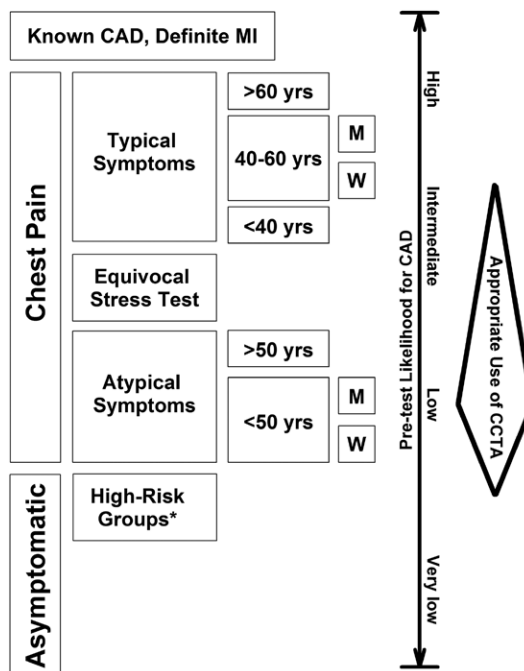 Known CAD, Definite MI
Chest Pain
Typical
Symptoms
>60 yrs
40-60 yrs
M
W
<40 yrs
Equivocal
Stress Test
Atypical
Symptoms
>50 yrs
<50 yrs
M
W
Asymptomatic
High-Risk
Groups*
Pre-test Likelihood for CAD
High
Intermediate
Low
Very low
Appropriate Use of CCTA